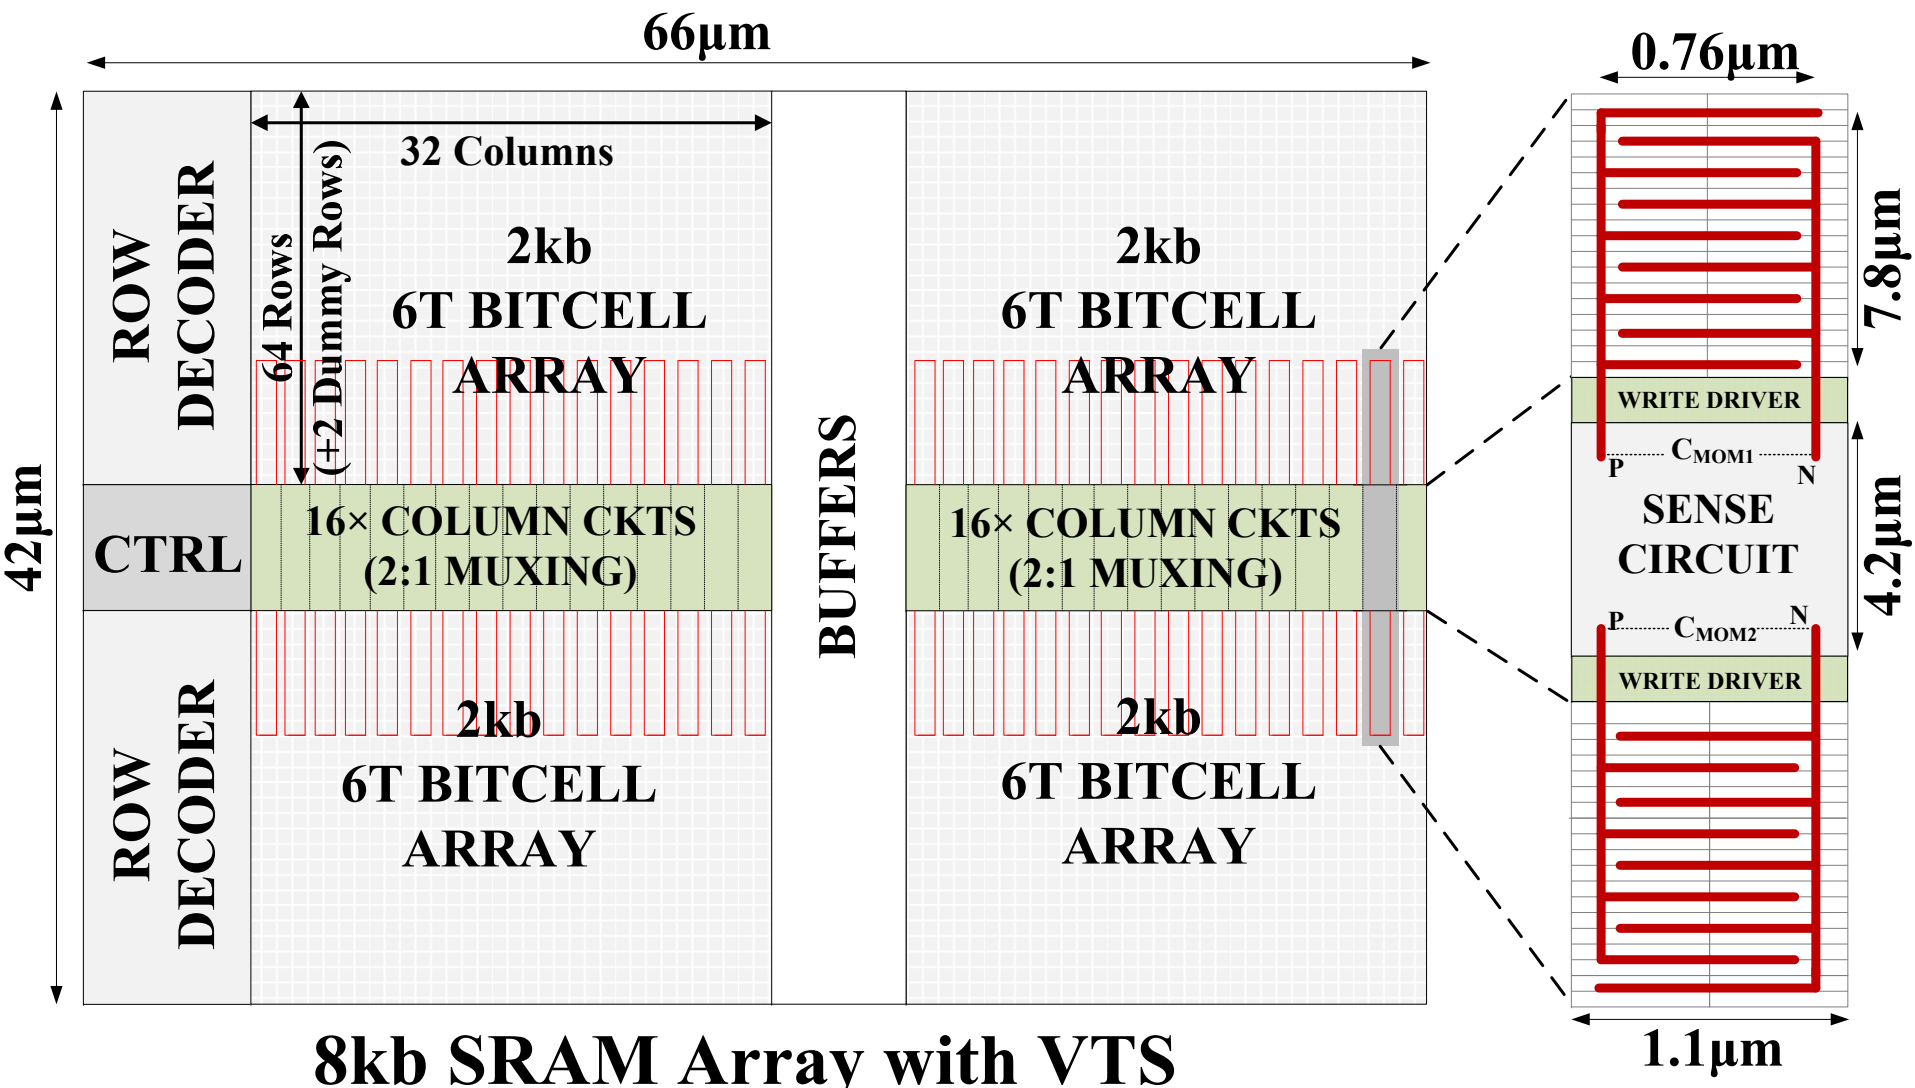 66μm
0.76μm
42μm
ROW
DECODER
32 Columns
64 Rows
(+2 Dummy Rows)
2kb
6T BITCELL
ARRAY
2kb
6T BITCELL
ARRAY
7.8μm
CTRL
16× COLUMN CKTS
(2:1 MUXING)
BUFFERS
16× COLUMN CKTS
(2:1 MUXING)
WRITE DRIVER
CMOM1
P
N
SENSE
CIRCUIT
4.2μm
P
CMOM2
N
WRITE DRIVER
ROW
DECODER
2kb
6T BITCELL
ARRAY
2kb
6T BITCELL
ARRAY
1.1μm
8kb SRAM Array with VTS